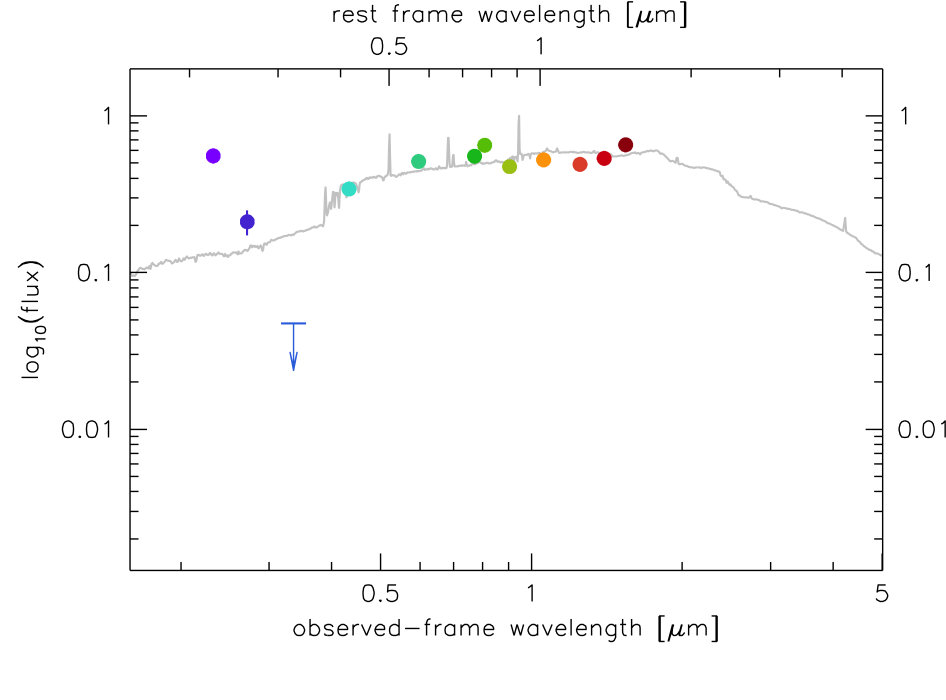 rest frame wavelength [μm]
0.5 1
1 1
0.1 0.1
0.01 0.01
log10(flux)
0.5 1 5
observed-frame wavelength [μm]